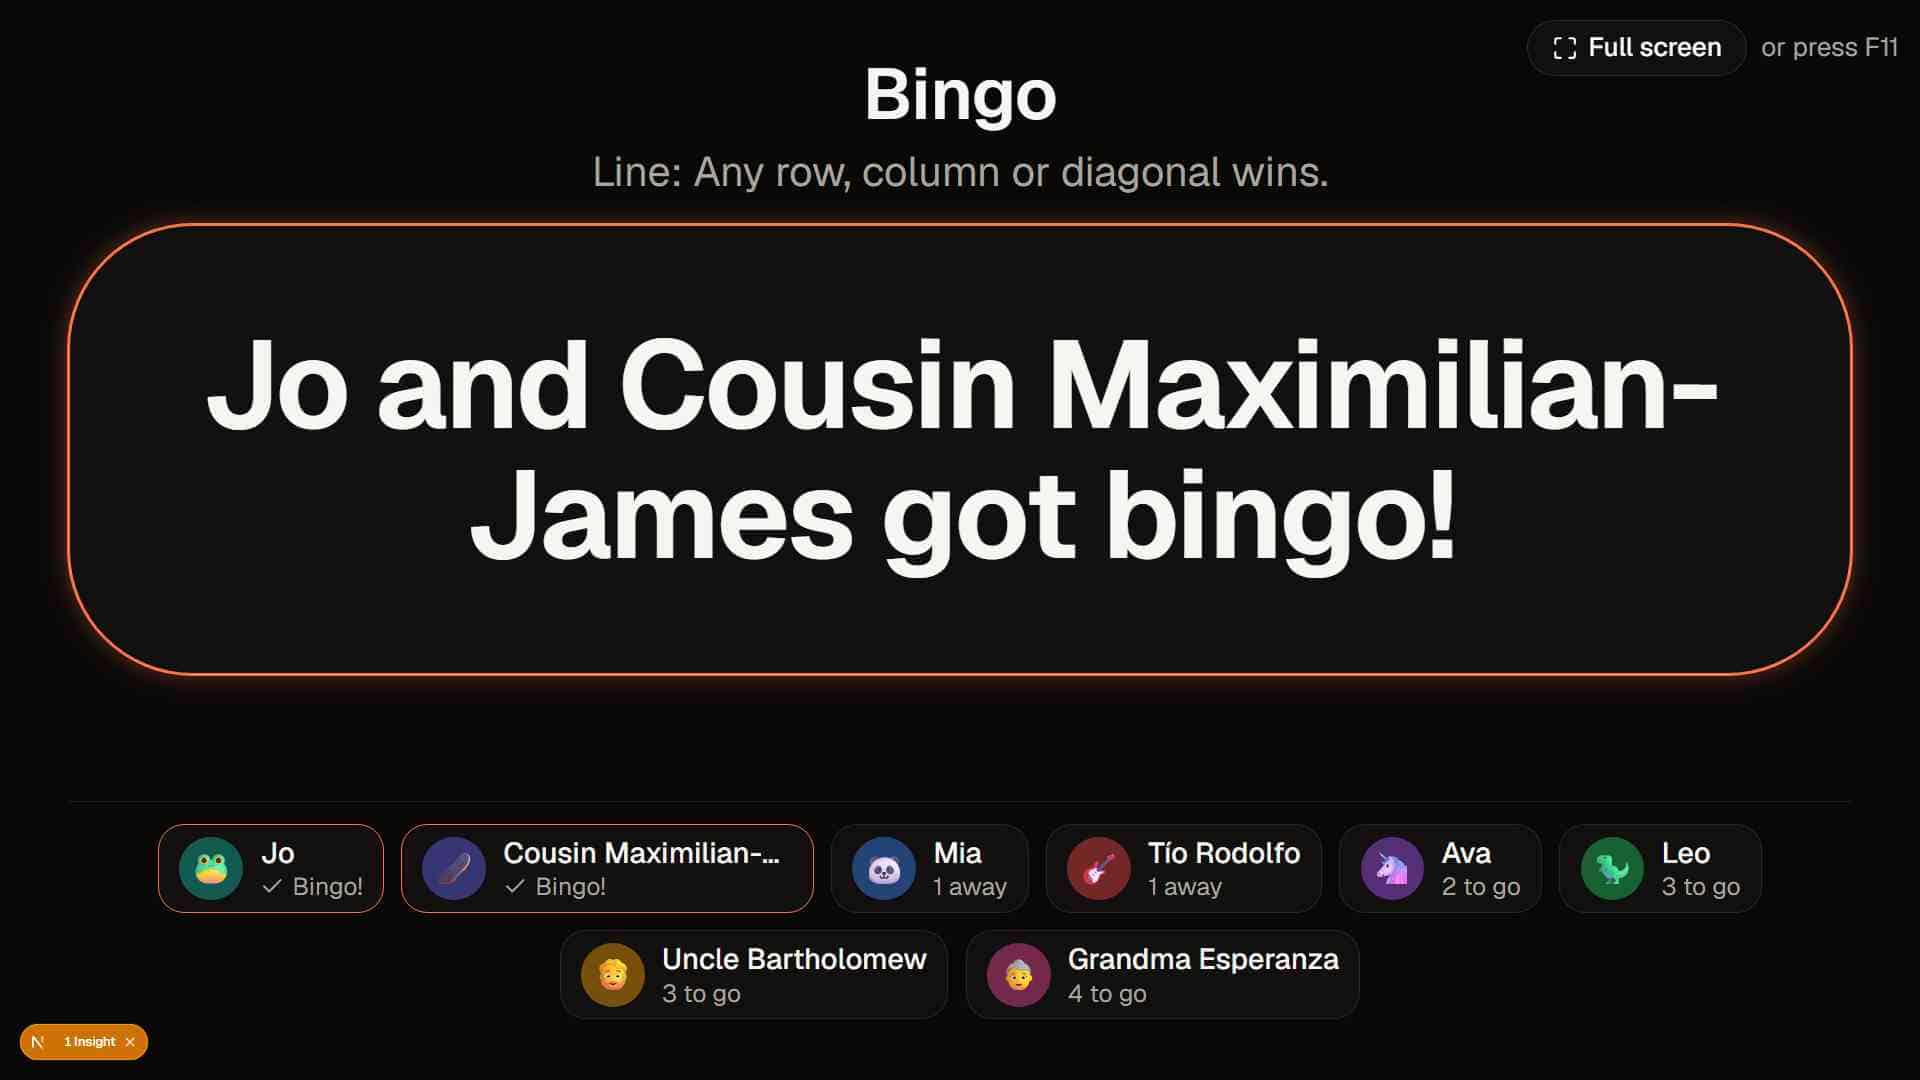 Full screen or press F11
Bingo
Line: Any row, column or diagonal wins.
Jo and Cousin Maximilian-
James got bingo!
Jo
Bingo!
Cousin Maximilian-...
Bingo!
Mia
1 away
Tío Rodolfo
1 away
Ava
2 to go
Leo
3 to go
Uncle Bartholomew
3 to go
Grandma Esperanza
4 to go
N 1 Insight